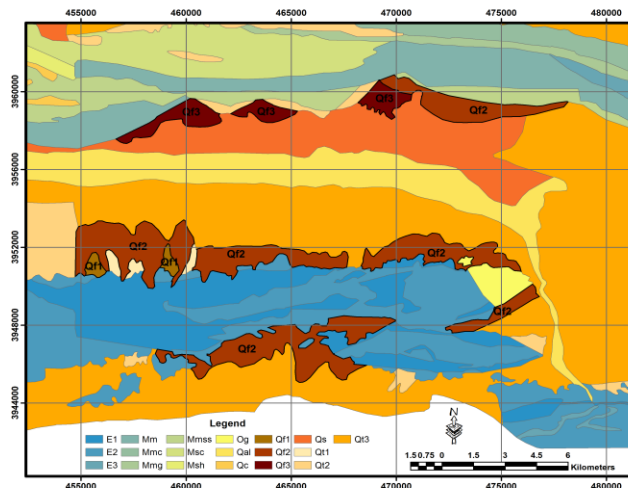 455000 460000 465000 470000 475000 480000
3960000
3956000
3952000
3948000
3944000
Qf3 Qf3 Qf3 Qf2
Qf2 Qf2 Qf2
Qf1 Qf1
Qf2
Qf2
N
Legend
E1 Mm Mmss Og Qf1 Qs Qt3
E2 Mmc Msc Qal Qf2 Qt1
E3 Mmg Msh Qc Qf3 Qt2
1.5 0.75 0 1.5 3 4.5 6
Kilometers
455000 460000 465000 470000 475000 480000